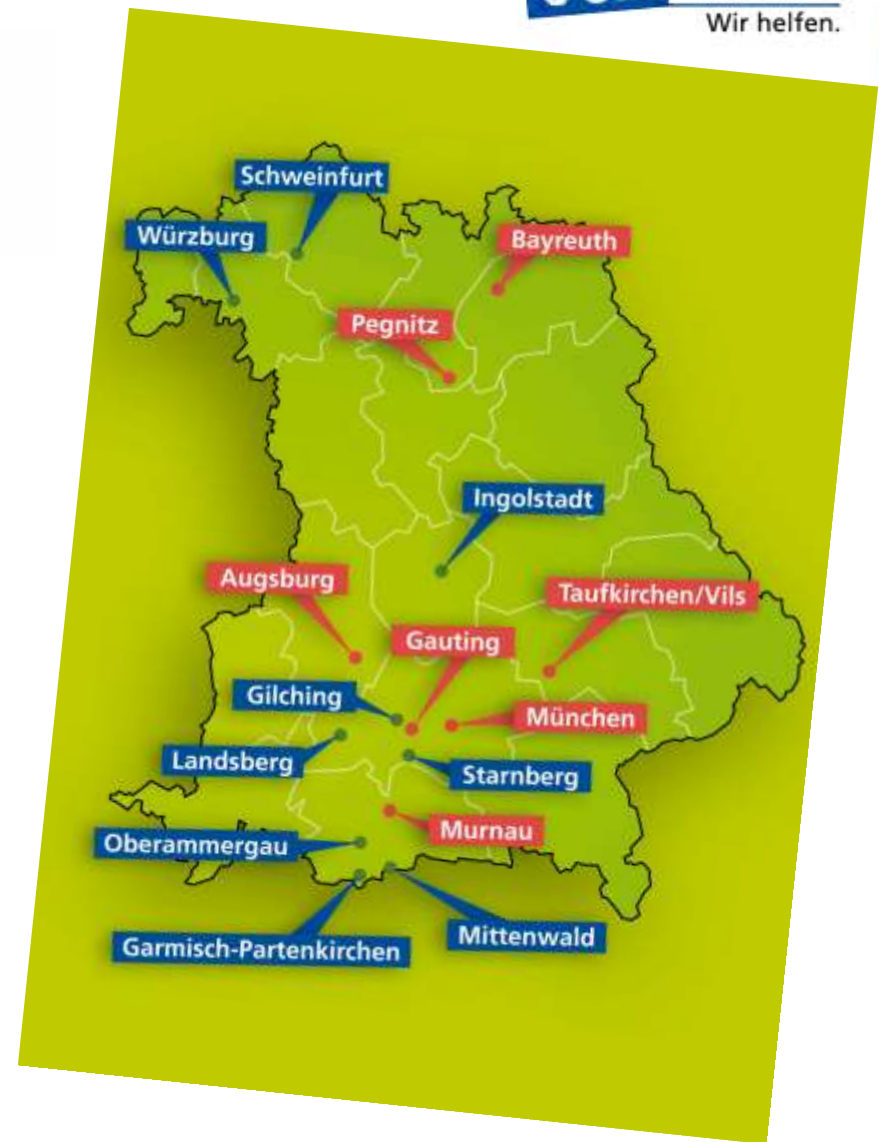 Wir helfen.
Schweinfurt
Würzburg
Bayreuth
Pegnitz
Ingolstadt
Augsburg
Taufkirchen/Vils
Gauting
Gilching
München
Landsberg
Starnberg
Murnau
Oberammergau
Mittenwald
Garmisch-Partenkirchen